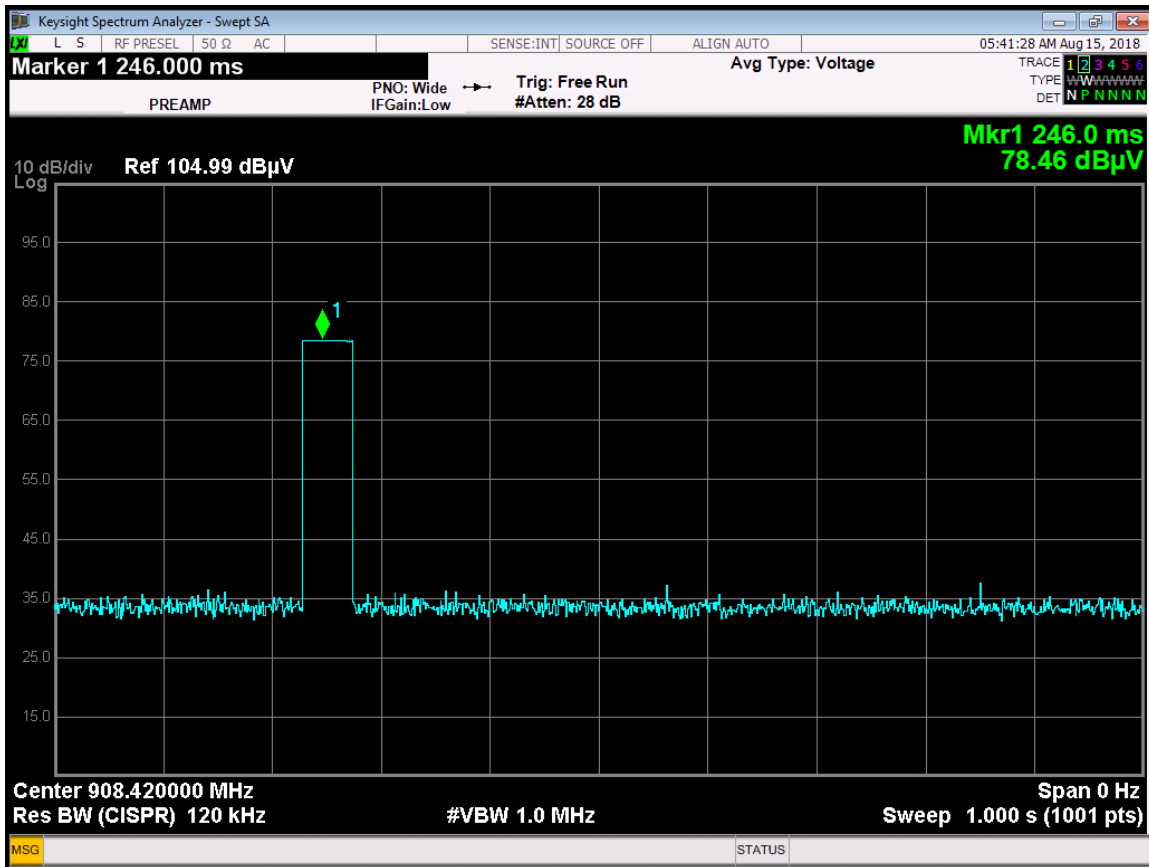 Keysight Spectrum Analyzer - Swept SA
LXI L S RF PRESEL 50 Ω AC SENSE:INT SOURCE OFF ALIGN AUTO 05:41:28 AM Aug 15, 2018
Marker 1 246.000 ms Avg Type: Voltage TRACE 1 2 3 4 5 6
PREAMP PNO: Wide Trig: Free Run TYPE WWWWWW
IFGain:Low #Atten: 28 dB DET N P N N N N
Mkr1 246.0 ms
10 dB/div Ref 104.99 dBµV 78.46 dBµV
Log
95.0
85.0
1
75.0
65.0
55.0
45.0
35.0
25.0
15.0
Center 908.420000 MHz Span 0 Hz
Res BW (CISPR) 120 kHz #VBW 1.0 MHz Sweep 1.000 s (1001 pts)
MSG STATUS